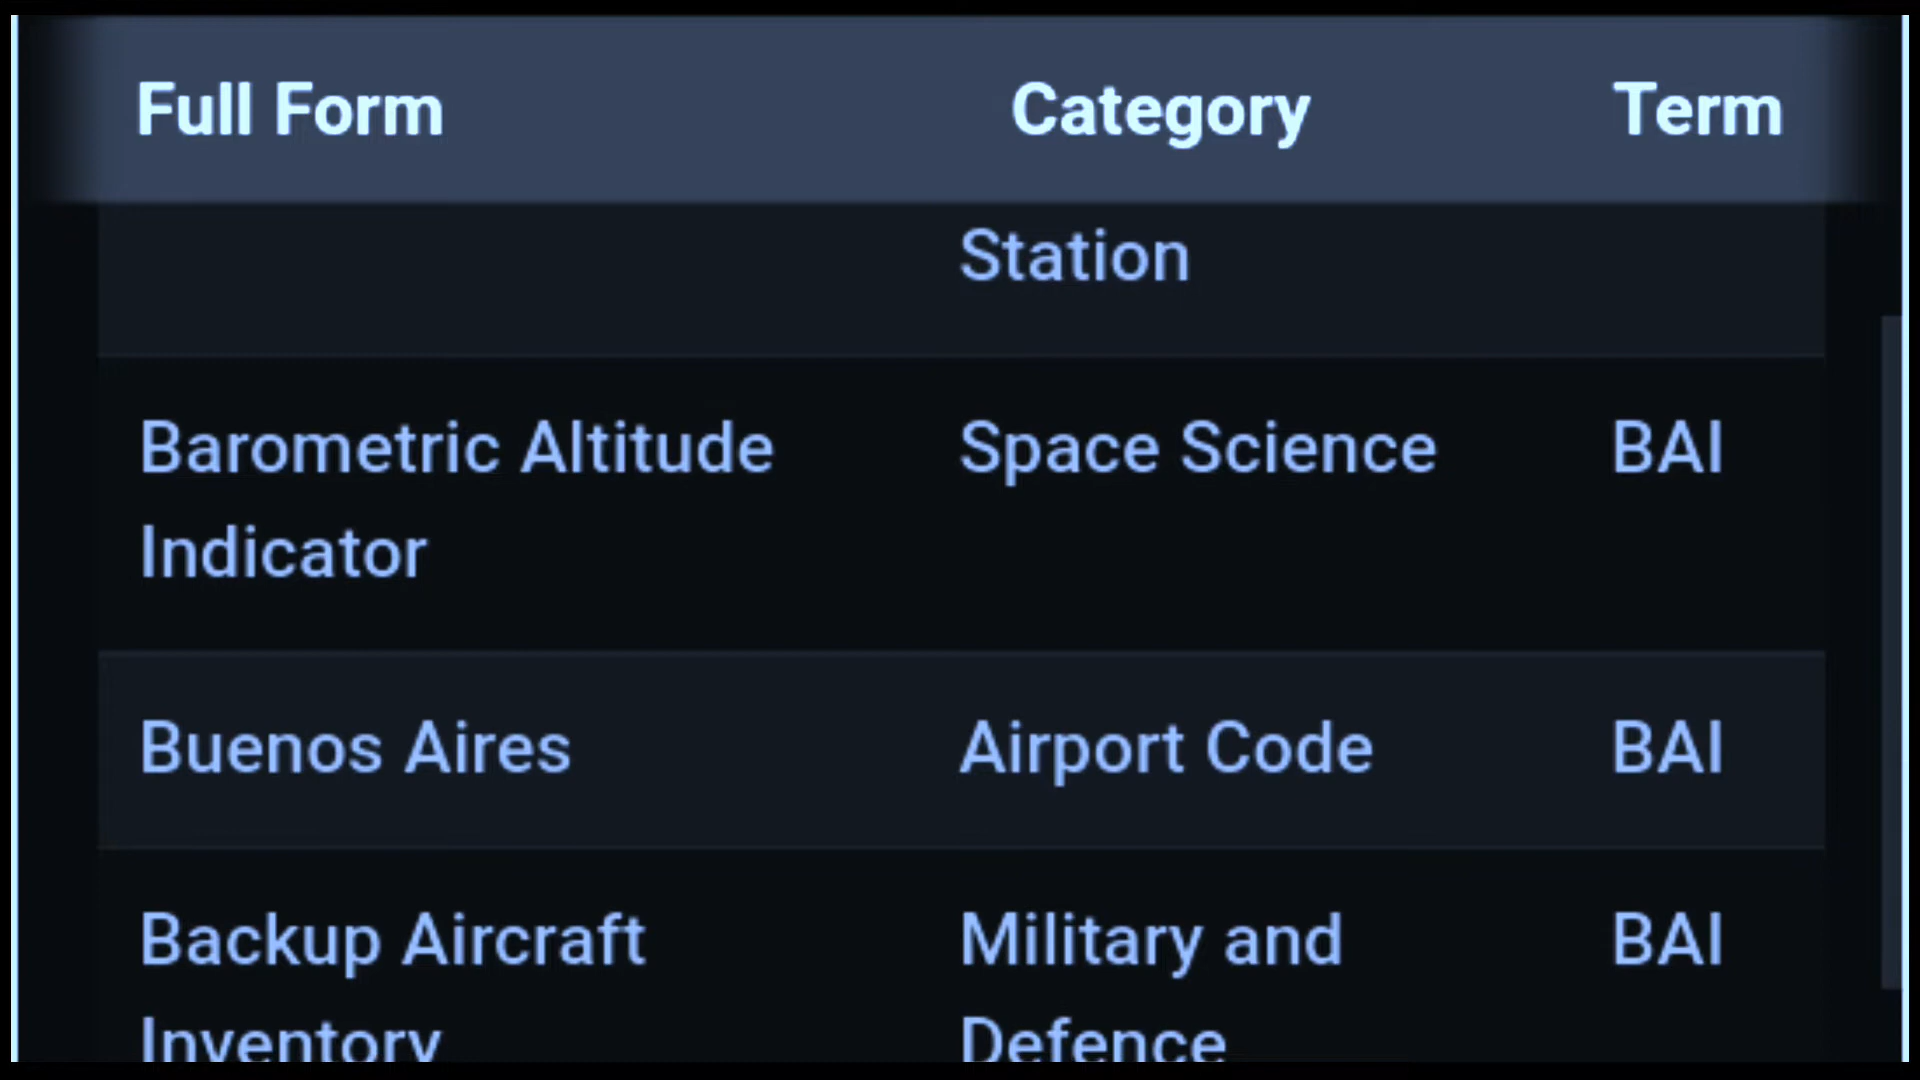 Full Form Category Term
Station
Barometric Altitude Space Science BAI
Indicator
Buenos Aires Airport Code BAI
Backup Aircraft Military and BAI
Inventory Defence